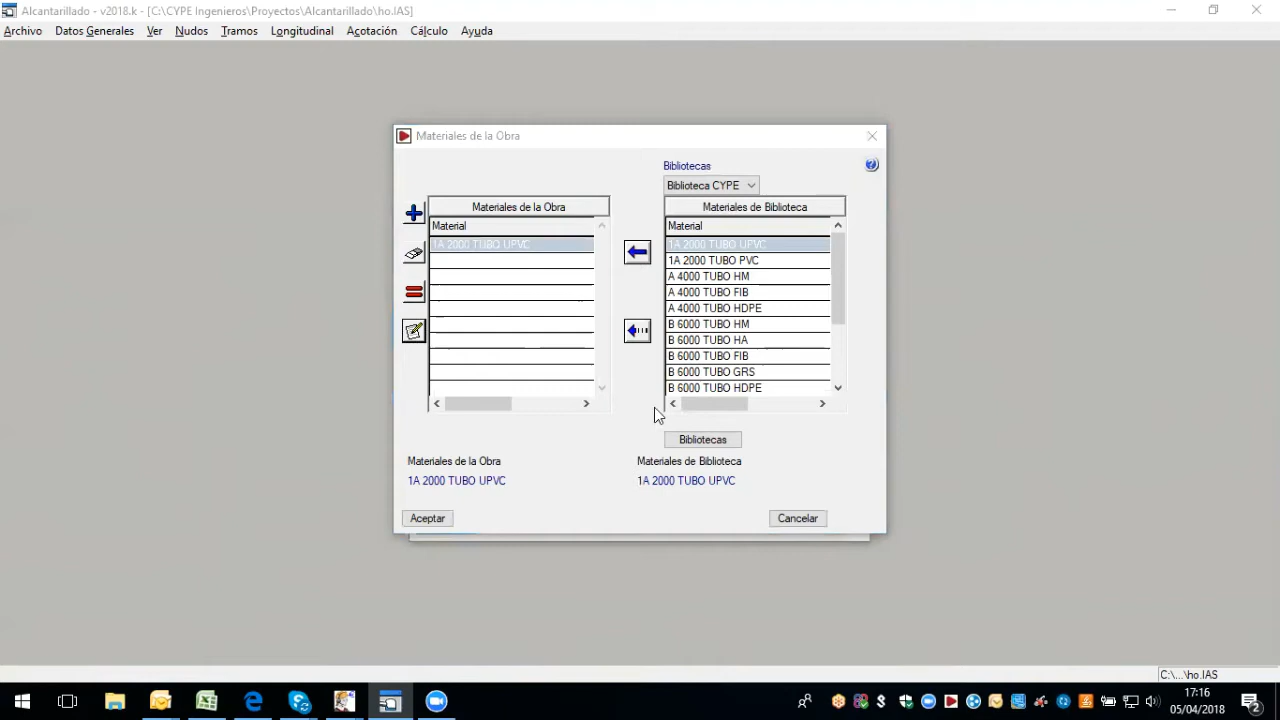 Alcantarillado - v2018.k - [C:\CYPE Ingenieros\Proyectos\Alcantarillado\ho.IAS]
Archivo Datos Generales Ver Nudos Tramos Longitudinal Acotación Cálculo Ayuda
Materiales de la Obra
Bibliotecas
Biblioteca CYPE
Materiales de la Obra
Material
1A 2000 TUBO UPVC
Materiales de Biblioteca
Material
1A 2000 TUBO UPVC
1A 2000 TUBO PVC
A 4000 TUBO HM
A 4000 TUBO FIB
A 4000 TUBO HDPE
B 6000 TUBO HM
B 6000 TUBO HA
B 6000 TUBO FIB
B 6000 TUBO GRS
B 6000 TUBO HDPE
Bibliotecas
Materiales de la Obra
1A 2000 TUBO UPVC
Materiales de Biblioteca
1A 2000 TUBO UPVC
Aceptar
Cancelar
C:\...\ho.IAS
17:16
05/04/2018
2